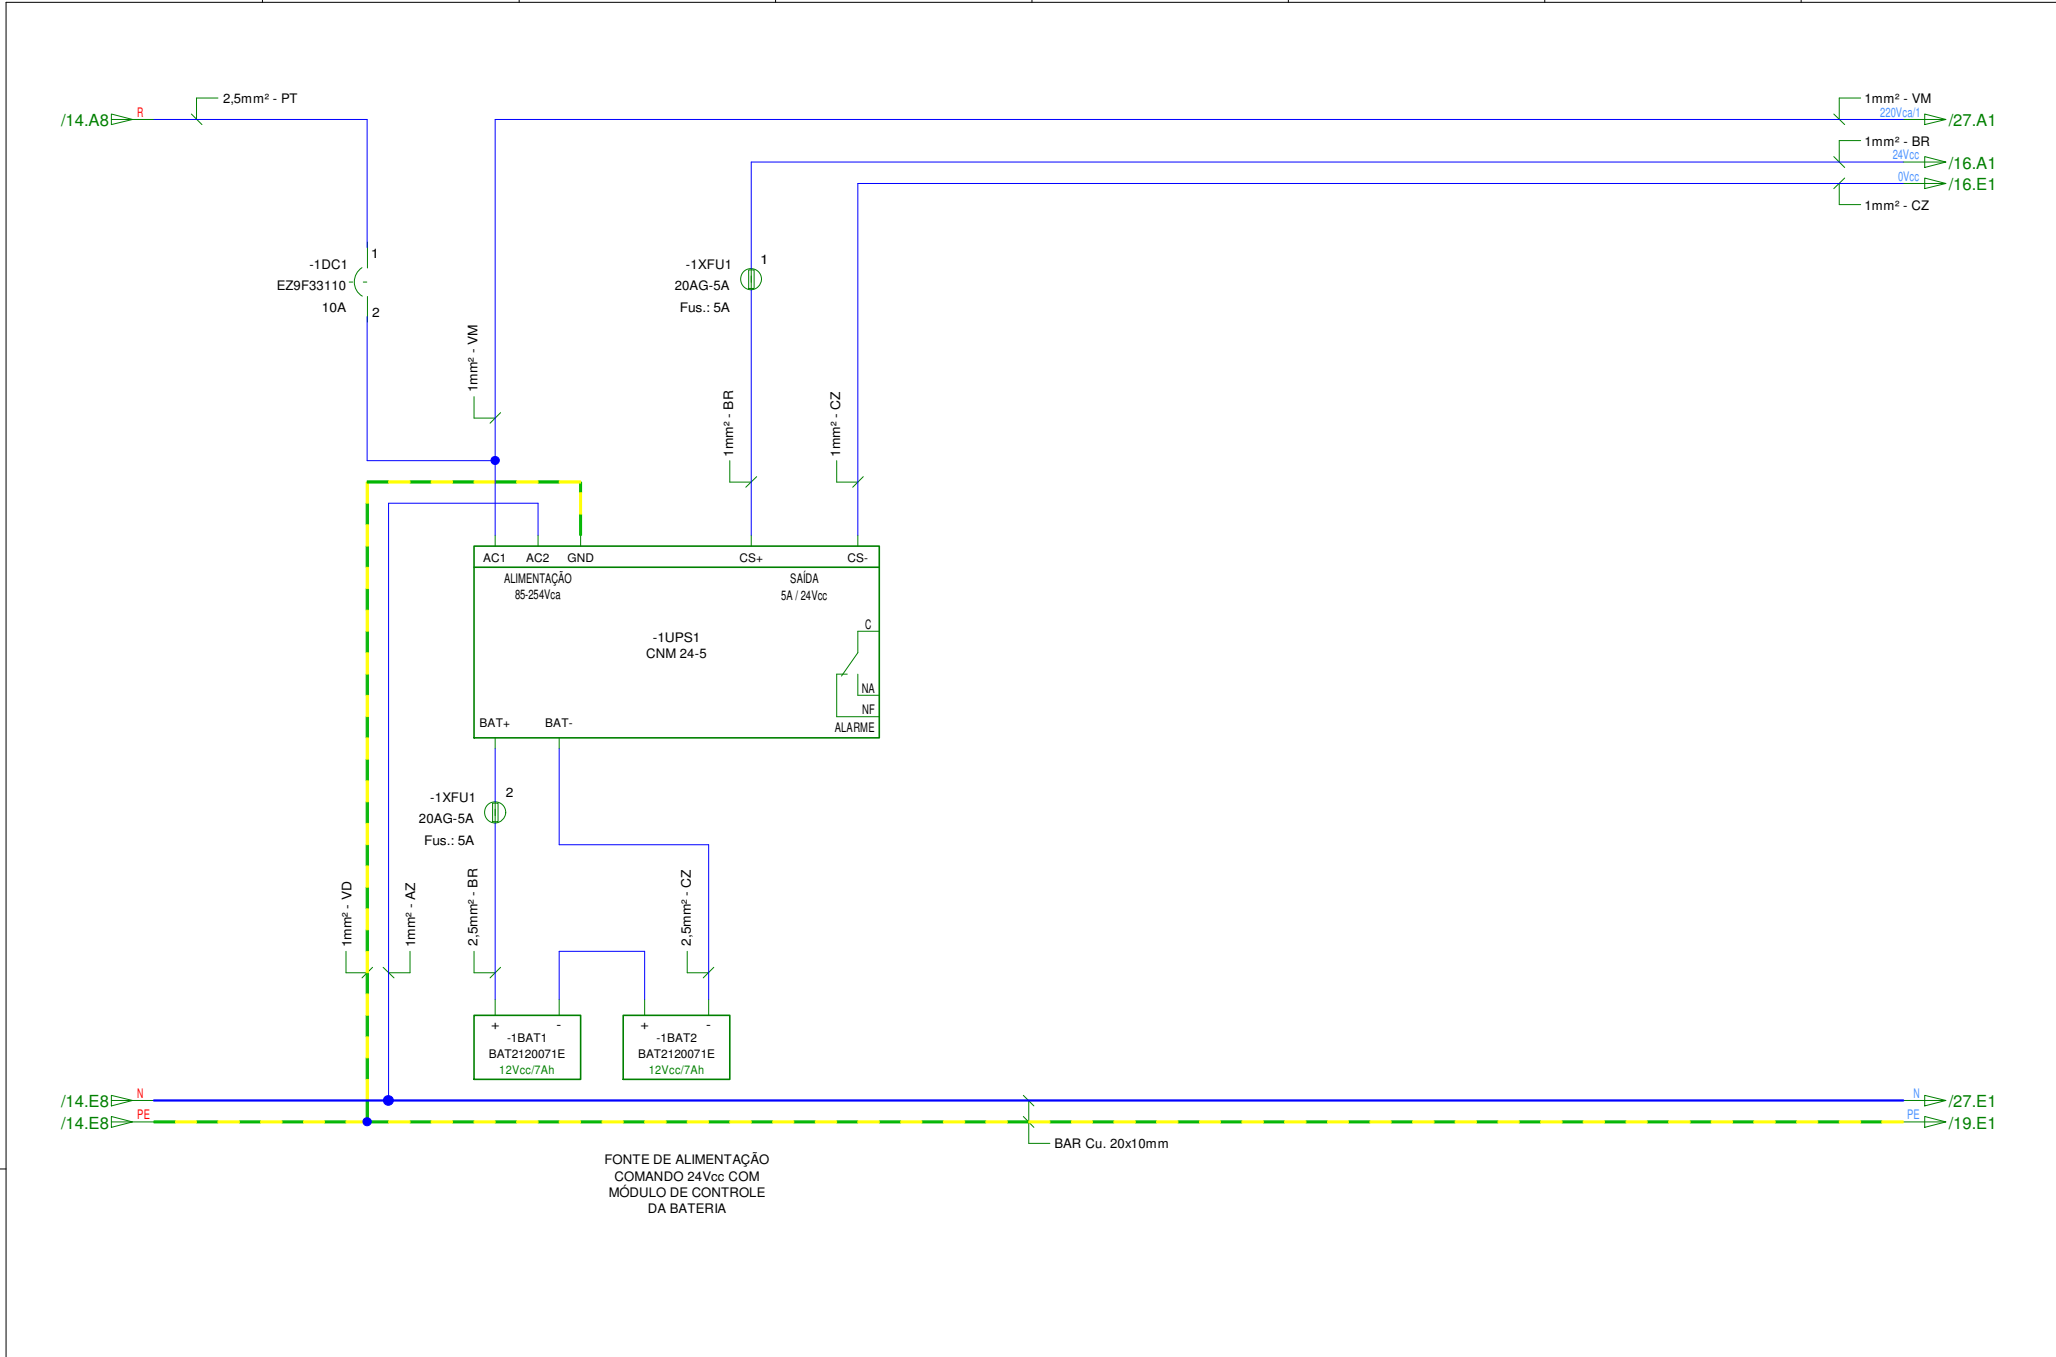 2,5mm² - PT
/14.A8
R
1mm² - VM
220Vca/1
/27.A1
1mm² - BR
24Vcc
/16.A1
0Vcc
/16.E1
1mm² - CZ
-1DC1
EZ9F33110
10A
1
2
-1XFU1
20AG-5A
Fus.: 5A
1
1mm² - VM
1mm² - BR
1mm² - CZ
AC1
AC2
GND
CS+
CS-
ALIMENTAÇÃO
85-254Vca
SAÍDA
5A / 24Vcc
-1UPS1
CNM 24-5
C
NA
NF
ALARME
BAT+
BAT-
-1XFU1
20AG-5A
Fus.: 5A
2
1mm² - VD
1mm² - AZ
2,5mm² - BR
2,5mm² - CZ
+
-
-1BAT1
BAT2120071E
12Vcc/7Ah
+
-
-1BAT2
BAT2120071E
12Vcc/7Ah
/14.E8
N
N
/27.E1
/14.E8
PE
PE
/19.E1
BAR Cu. 20x10mm
FONTE DE ALIMENTAÇÃO
COMANDO 24Vcc COM
MÓDULO DE CONTROLE
DA BATERIA